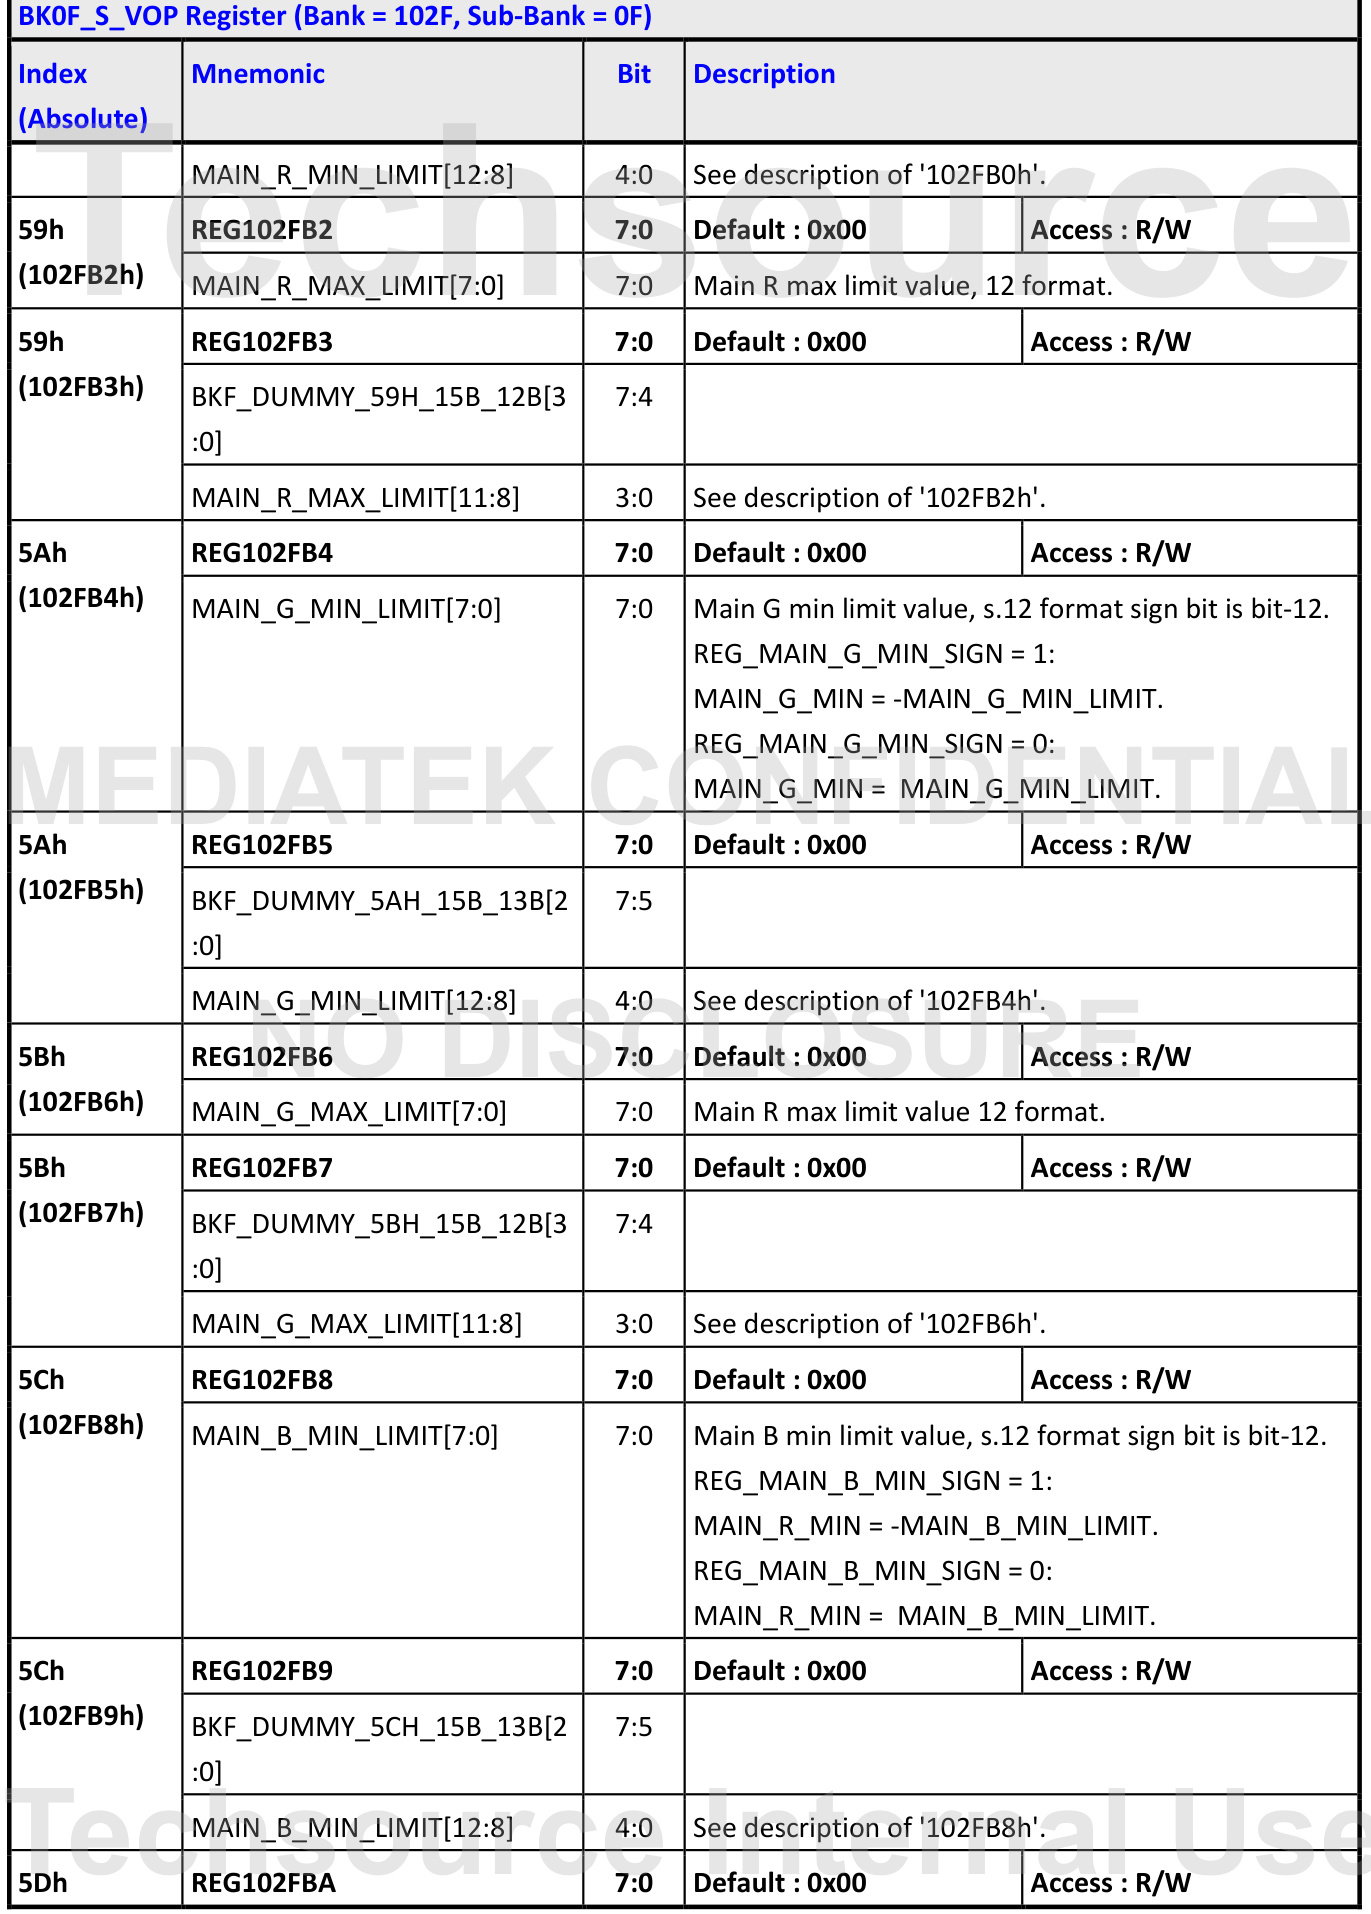 BK0F_S_VOP Register (Bank = 102F, Sub-Bank = 0F)
Index Mnemonic Bit Description
(Absolute)
MAIN_R_MIN_LIMIT[12:8] 4:0 See description of '102FB0h'.
59h REG102FB2 7:0 Default : 0x00 Access : R/W
(102FB2h) MAIN_R_MAX_LIMIT[7:0] 7:0 Main R max limit value, 12 format.
Techsource
59h REG102FB3 7:0 Default : 0x00 Access : R/W
(102FB3h) BKF_DUMMY_59H_15B_12B[3 7:4
:0]
MAIN_R_MAX_LIMIT[11:8] 3:0 See description of '102FB2h'.
5Ah REG102FB4 7:0 Default : 0x00 Access : R/W
(102FB4h) MAIN_G_MIN_LIMIT[7:0] 7:0 Main G min limit value, s.12 format sign bit is bit-12.
REG_MAIN_G_MIN_SIGN = 1:
MAIN_G_MIN = -MAIN_G_MIN_LIMIT.
REG_MAIN_G_MIN_SIGN = 0:
MAIN_G_MIN =  MAIN_G_MIN_LIMIT.
MEDIATEK CONFIDENTIAL
5Ah REG102FB5 7:0 Default : 0x00 Access : R/W
(102FB5h) BKF_DUMMY_5AH_15B_13B[2 7:5
:0]
MAIN_G_MIN_LIMIT[12:8] 4:0 See description of '102FB4h'.
NO DISCLOSURE
5Bh REG102FB6 7:0 Default : 0x00 Access : R/W
(102FB6h) MAIN_G_MAX_LIMIT[7:0] 7:0 Main R max limit value 12 format.
5Bh REG102FB7 7:0 Default : 0x00 Access : R/W
(102FB7h) BKF_DUMMY_5BH_15B_12B[3 7:4
:0]
MAIN_G_MAX_LIMIT[11:8] 3:0 See description of '102FB6h'.
5Ch REG102FB8 7:0 Default : 0x00 Access : R/W
(102FB8h) MAIN_B_MIN_LIMIT[7:0] 7:0 Main B min limit value, s.12 format sign bit is bit-12.
REG_MAIN_B_MIN_SIGN = 1:
MAIN_R_MIN = -MAIN_B_MIN_LIMIT.
REG_MAIN_B_MIN_SIGN = 0:
MAIN_R_MIN =  MAIN_B_MIN_LIMIT.
5Ch REG102FB9 7:0 Default : 0x00 Access : R/W
(102FB9h) BKF_DUMMY_5CH_15B_13B[2 7:5
:0]
MAIN_B_MIN_LIMIT[12:8] 4:0 See description of '102FB8h'.
Techsource Internal Use
5Dh REG102FBA 7:0 Default : 0x00 Access : R/W